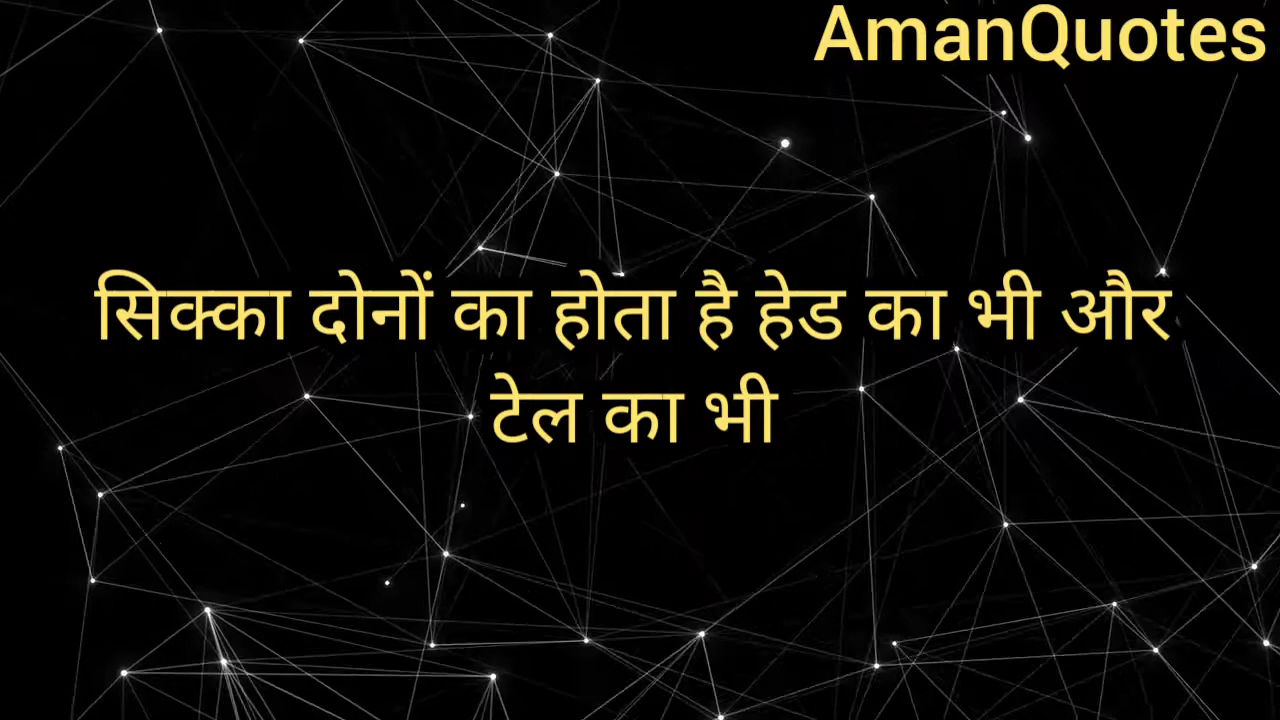 AmanQuotes
सिक्का दोनों का होता है हेड का भी और
टेल का भी